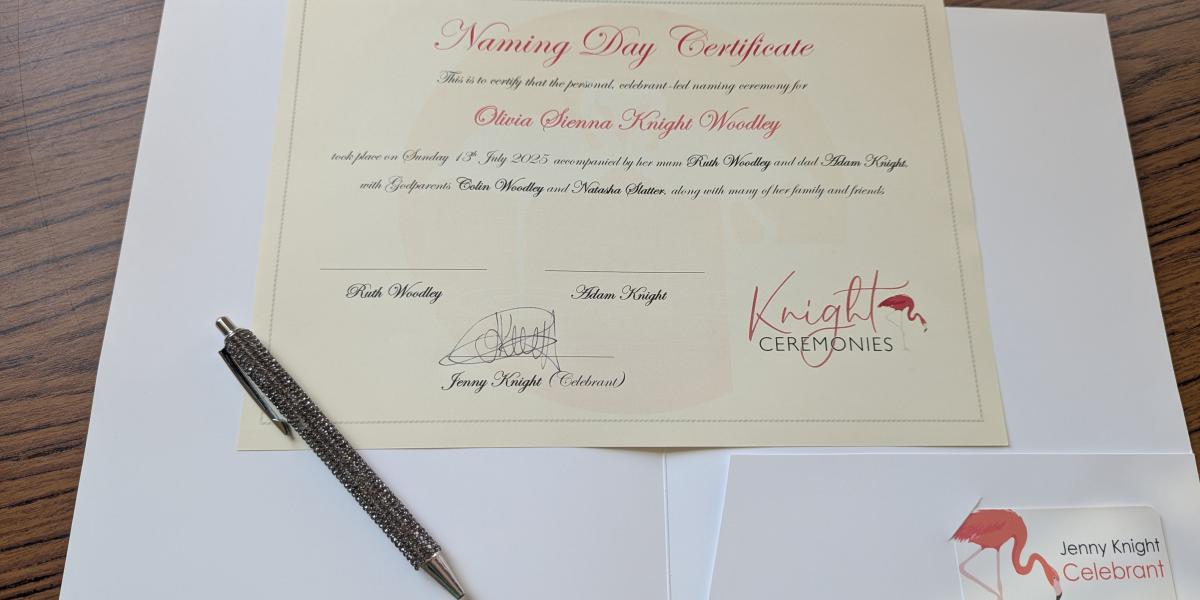 Naming Day Certificate
This is to certify that the personal, celebrant-led naming ceremony for
Olivia Sienna Knight Woodley
took place on Sunday 13th July 2025 accompanied by her mum Ruth Woodley and dad Adam Knight,
with Godparents Colin Woodley and Natasha Slatter, along with many of her family and friends
Ruth Woodley
Adam Knight
Jenny Knight (Celebrant)
Knight
CEREMONIES
Jenny Knight
Celebrant